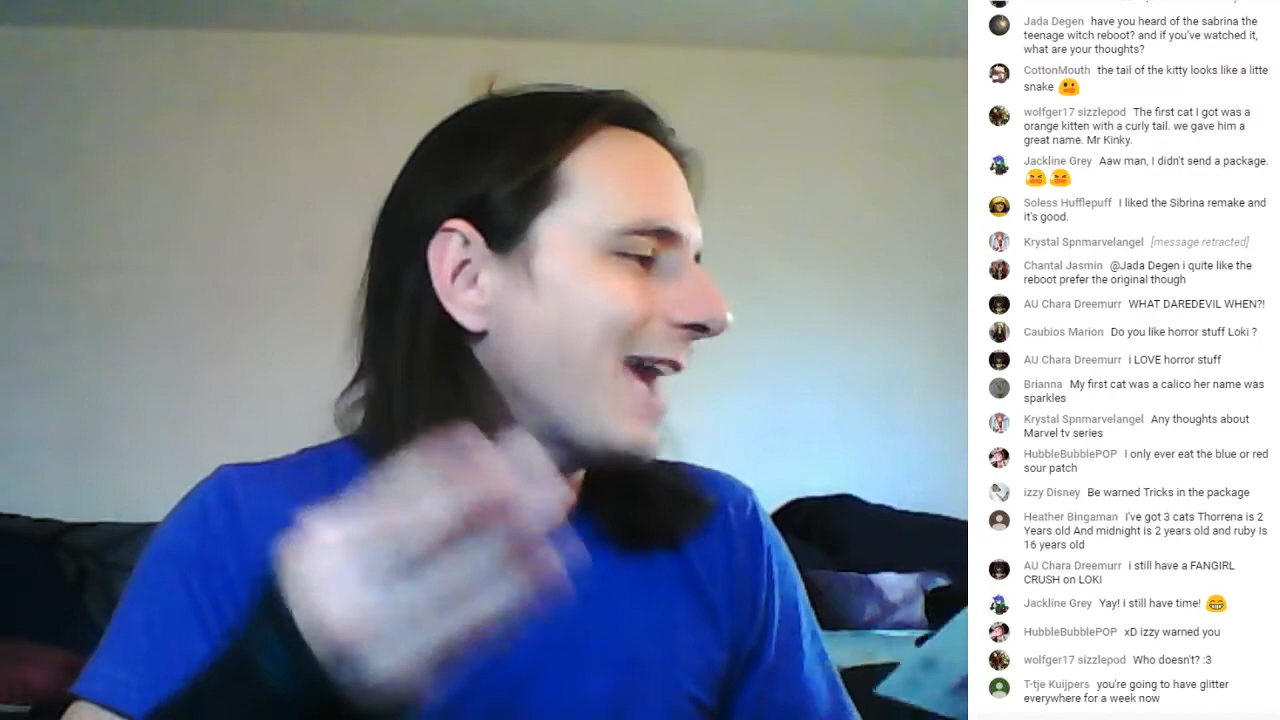 Jada Degen have you heard of the sabrina the
teenage witch reboot? and if you've watched it,
what are your thoughts?
CottonMouth the tail of the kitty looks like a litte
snake
wolfger17 sizzlepod The first cat I got was a
orange kitten with a curly tail. we gave him a
great name. Mr Kinky.
Jackline Grey Aaw man, I didn't send a package.
Soless Hufflepuff I liked the Sibrina remake and
it's good.
Krystal Spnmarvelangel [message retracted]
Chantal Jasmin @Jada Degen i quite like the
reboot prefer the original though
AU Chara Dreemurr WHAT DAREDEVIL WHEN?!
Caubios Marion Do you like horror stuff Loki ?
AU Chara Dreemurr i LOVE horror stuff
Brianna My first cat was a calico her name was
sparkles
Krystal Spnmarvelangel Any thoughts about
Marvel tv series
HubbleBubblePOP I only ever eat the blue or red
sour patch
izzy Disney Be warned Tricks in the package
Heather Bingaman I've got 3 cats Thorrena is 2
Years old And midnight is 2 years old and ruby Is
16 years old
AU Chara Dreemurr i still have a FANGIRL
CRUSH on LOKI
Jackline Grey Yay! I still have time!
HubbleBubblePOP xD izzy warned you
wolfger17 sizzlepod Who doesn't? :3
T-tje Kuijpers you're going to have glitter
everywhere for a week now